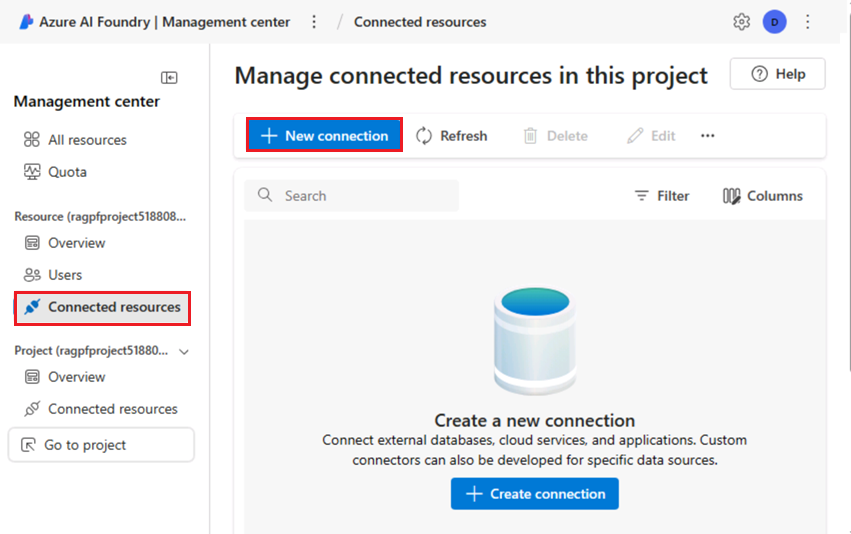 Azure AI Foundry | Management center / Connected resources
D
Management center
All resources
Quota
Resource (ragpfproject518808...
Overview
Users
Connected resources
Project (ragpfproject51880...
Overview
Connected resources
Go to project
Manage connected resources in this project
Help
New connection
Refresh
Delete
Edit
...
Search
Filter
Columns
Create a new connection
Connect external databases, cloud services, and applications. Custom
connectors can also be developed for specific data sources.
Create connection